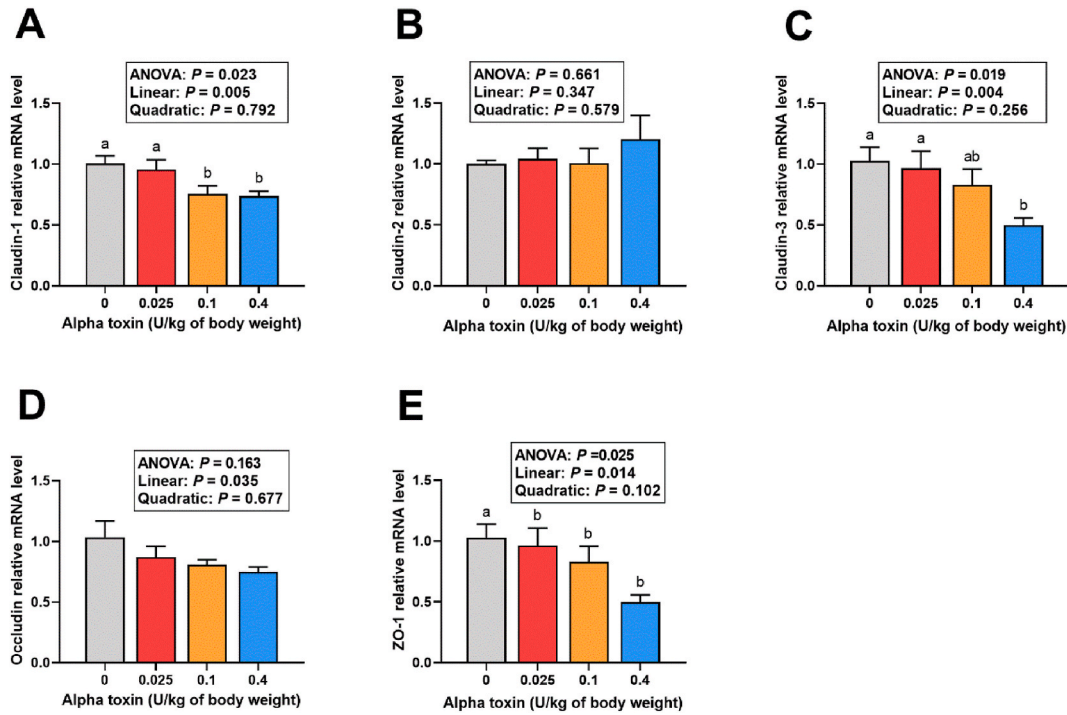 A
ANOVA: P = 0.023
Linear: P = 0.005
Quadratic: P = 0.792
Claudin-1 relative mRNA level
1.5
1.0
0.5
0.0
a
a
b
b
0 0.025 0.1 0.4
Alpha toxin (U/kg of body weight)
B
ANOVA: P = 0.661
Linear: P = 0.347
Quadratic: P = 0.579
Claudin-2 relative mRNA level
1.5
1.0
0.5
0.0
0 0.025 0.1 0.4
Alpha toxin (U/kg of body weight)
C
ANOVA: P = 0.019
Linear: P = 0.004
Quadratic: P = 0.256
Claudin-3 relative mRNA level
1.5
1.0
0.5
0.0
a
a
ab
b
0 0.025 0.1 0.4
Alpha toxin (U/kg of body weight)
D
ANOVA: P = 0.163
Linear: P = 0.035
Quadratic: P = 0.677
Occludin relative mRNA level
1.5
1.0
0.5
0.0
0 0.025 0.1 0.4
Alpha toxin (U/kg of body weight)
E
ANOVA: P =0.025
Linear: P = 0.014
Quadratic: P = 0.102
ZO-1 relative mRNA level
1.5
1.0
0.5
0.0
a
b
b
b
0 0.025 0.1 0.4
Alpha toxin (U/kg of body weight)